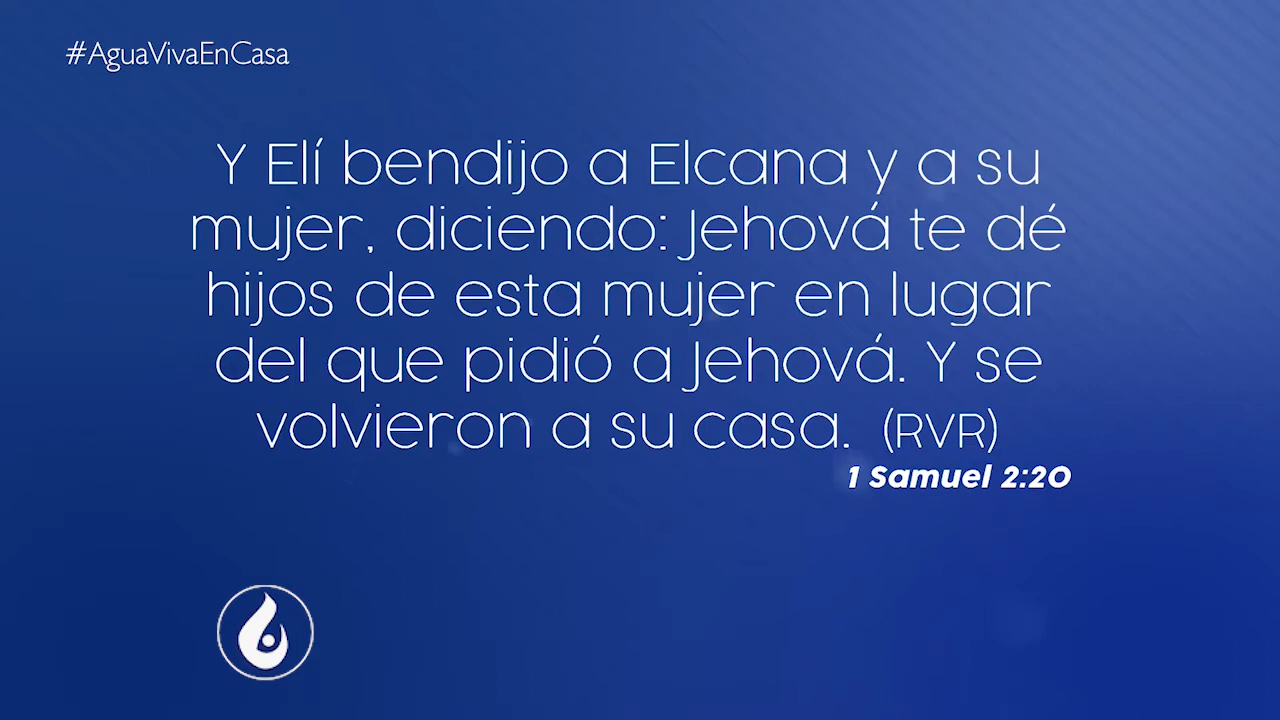 #AguaVivaEnCasa
Y Elí bendijo a Elcana y a su
mujer, diciendo: Jehová te dé
hijos de esta mujer en lugar
del que pidió a Jehová. Y se
volvieron a su casa. (RVR)
1 Samuel 2:20